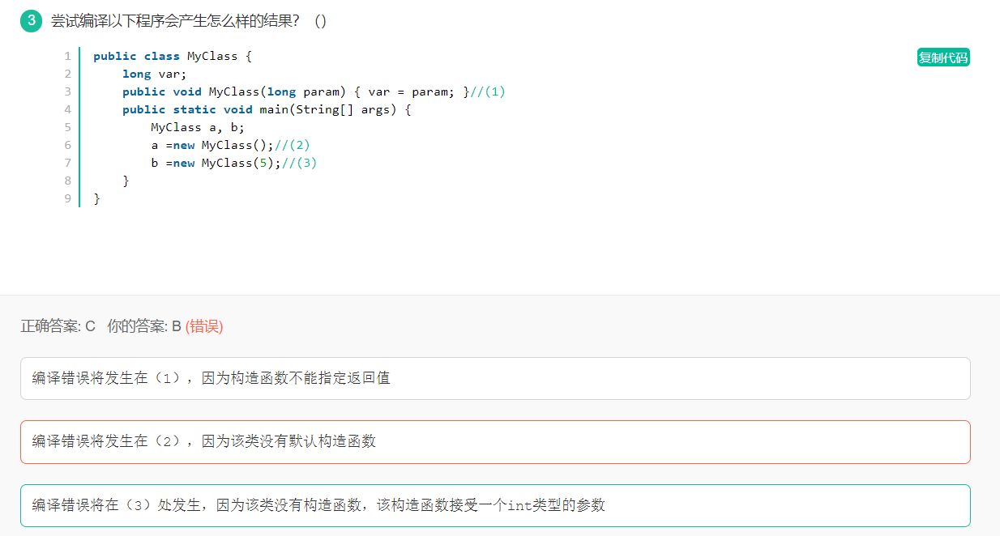 3 尝试编译以下程序会产生怎么样的结果？ （）
复制代码
1 public class MyClass {
2 long var;
3 public void MyClass(long param) { var = param; }//(1)
4 public static void main(String[] args) {
5 MyClass a, b;
6 a =new MyClass();//(2)
7 b =new MyClass(5);//(3)
8 }
9 }
正确答案: C 你的答案: B (错误)
编译错误将发生在（1），因为构造函数不能指定返回值
编译错误将发生在（2），因为该类没有默认构造函数
编译错误将在（3）处发生，因为该类没有构造函数，该构造函数接受一个int类型的参数